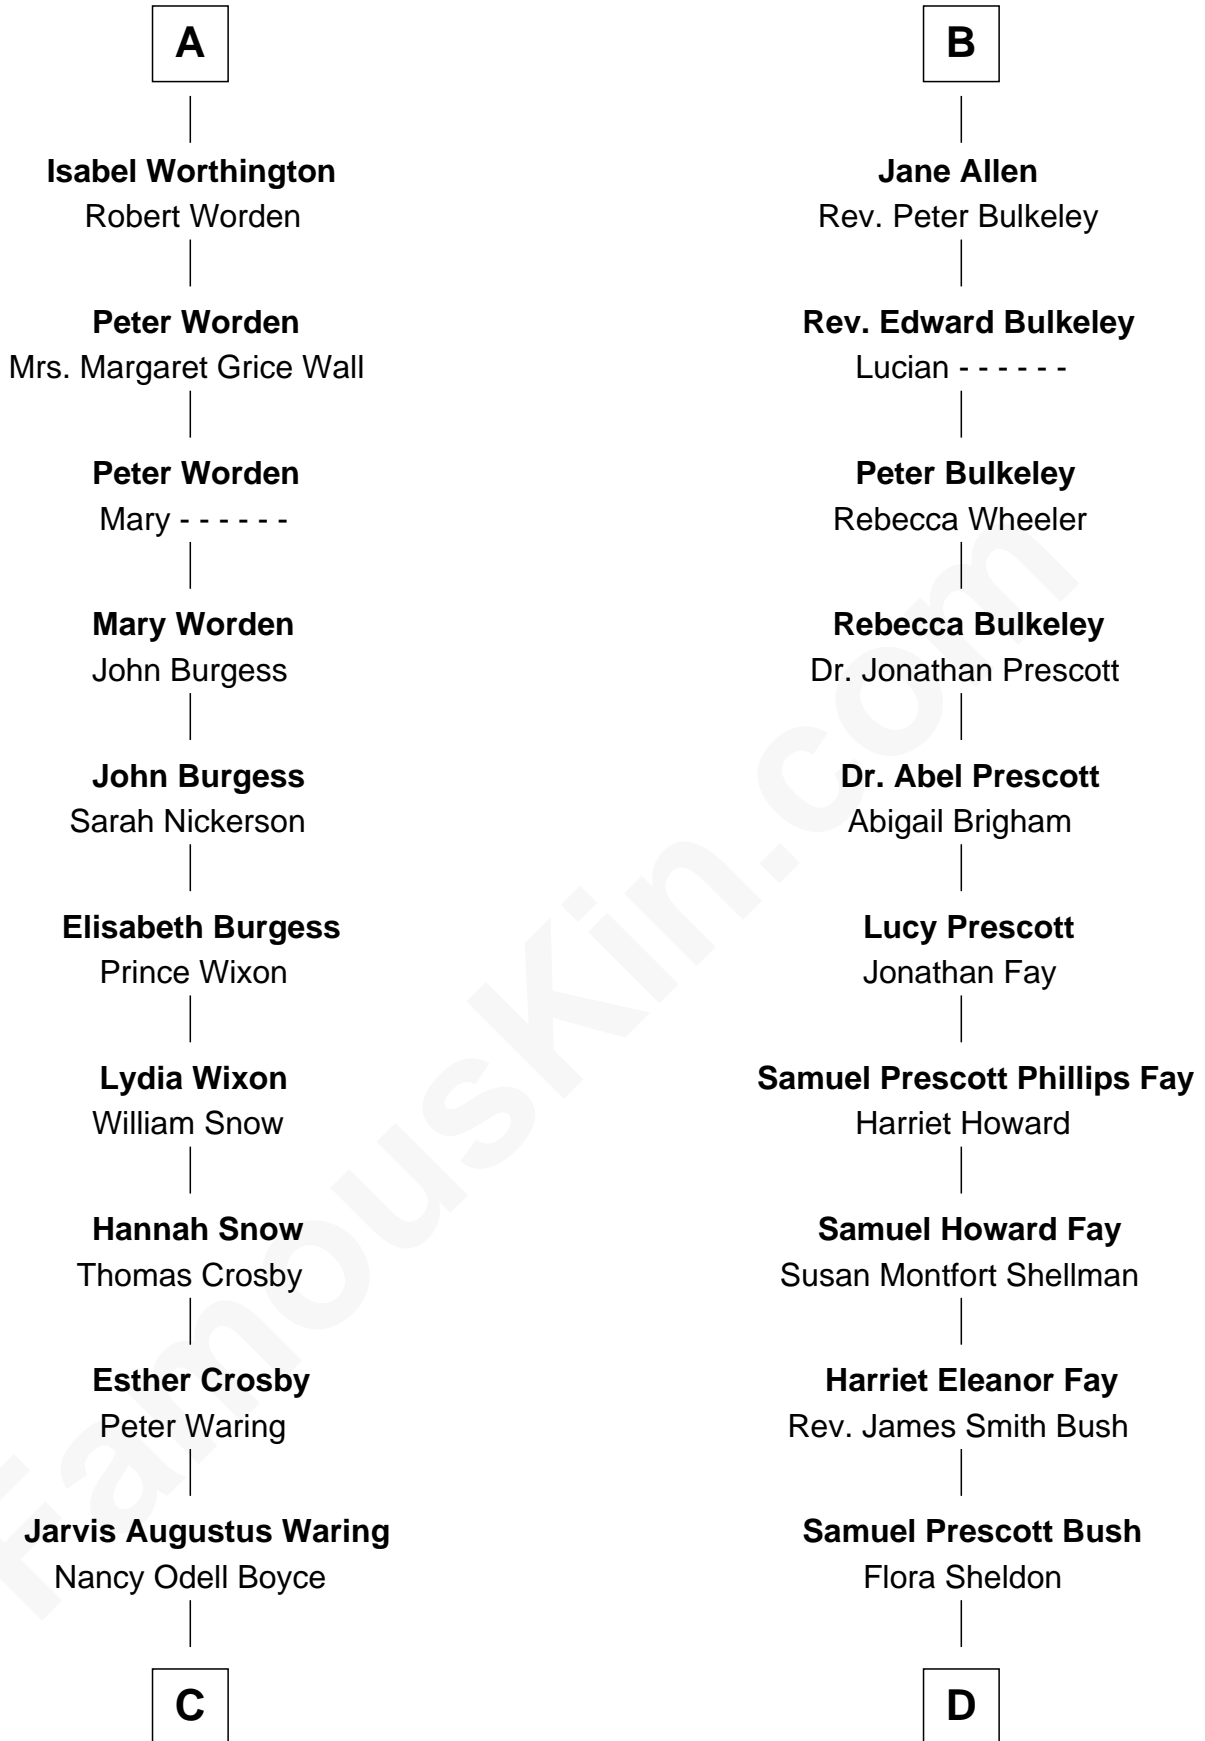 A
Isabel Worthington
Robert Worden
Peter Worden
Mrs. Margaret Grice Wall
Peter Worden
Mary - - - - - -
Mary Worden
John Burgess
John Burgess
Sarah Nickerson
Elisabeth Burgess
Prince Wixon
Lydia Wixon
William Snow
Hannah Snow
Thomas Crosby
Esther Crosby
Peter Waring
Jarvis Augustus Waring
Nancy Odell Boyce
C
B
Jane Allen
Rev. Peter Bulkeley
Rev. Edward Bulkeley
Lucian - - - - - -
Peter Bulkeley
Rebecca Wheeler
Rebecca Bulkeley
Dr. Jonathan Prescott
Dr. Abel Prescott
Abigail Brigham
Lucy Prescott
Jonathan Fay
Samuel Prescott Phillips Fay
Harriet Howard
Samuel Howard Fay
Susan Montfort Shellman
Harriet Eleanor Fay
Rev. James Smith Bush
Samuel Prescott Bush
Flora Sheldon
D
FamousKin.com